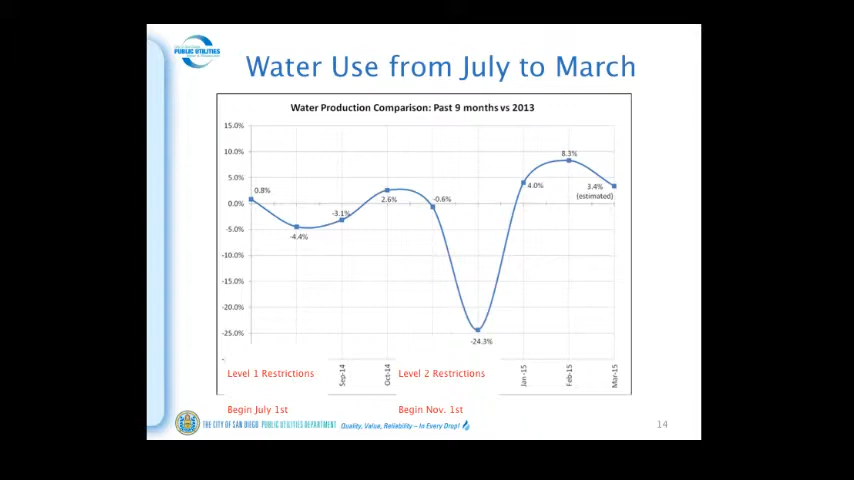 PUBLIC UTILITIES
Water Use from July to March
Water Production Comparison: Past 9 months vs 2013
15.0%
10.0%
5.0%
0.0%
-5.0%
-10.0%
-15.0%
-20.0%
-25.0%
0.8%
-4.4%
-3.1%
2.6%
-0.6%
-24.3%
4.0%
8.3%
3.4%
(estimated)
Sep-14
Oct-14
Jan-15
Feb-15
Mar-15
Level 1 Restrictions
Begin July 1st
Level 2 Restrictions
Begin Nov. 1st
THE CITY OF SAN DIEGO PUBLIC UTILITIES DEPARTMENT Quality, Value, Reliability – In Every Drop!
14